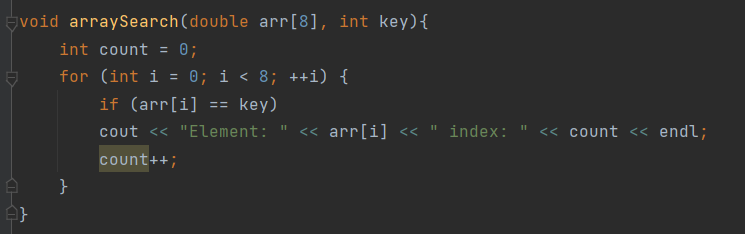 void arraySearch(double arr[8], int key){
    int count = 0;
    for (int i = 0; i < 8; ++i) {
        if (arr[i] == key)
        cout << "Element: " << arr[i] << " index: " << count << endl;
        count++;
    }
}